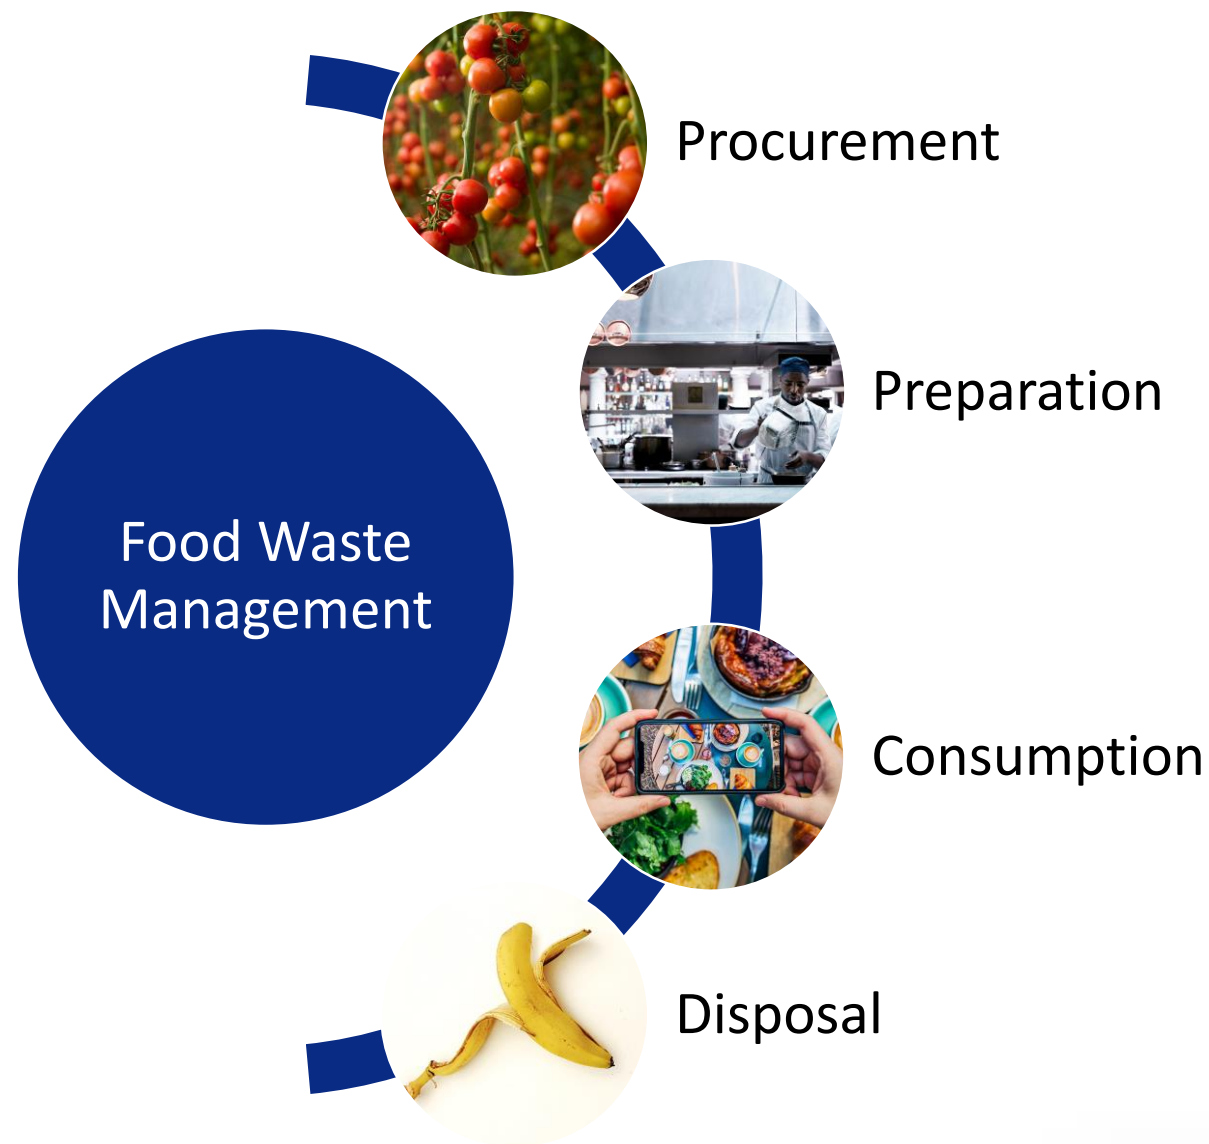 Procurement
Preparation
Food Waste
Management
Consumption
Disposal